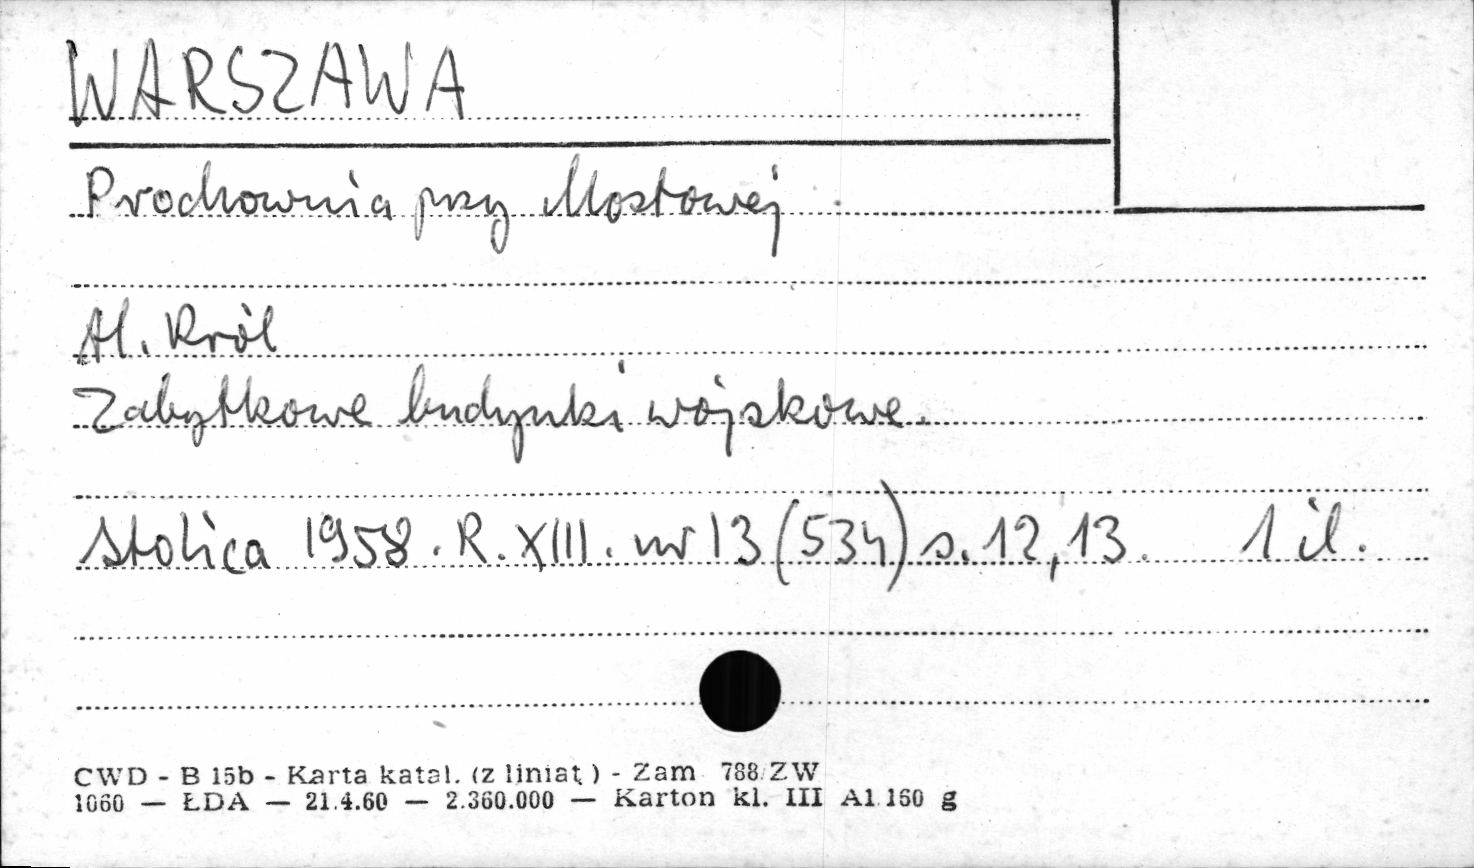 WARSZAWA
Prochownia przy Mostowej
Al. Król
Zabytkowe budynki wojskowe.
Stolica 1958. R. XIII. nr 13 (534) s. 12, 13. 1 il.
CWD - B 15b - Karta katal. (z liniat.) - Zam 788/ZW
1060 — ŁDA — 21.4.60 — 2.360.000 — Karton kl. III A1 160 g